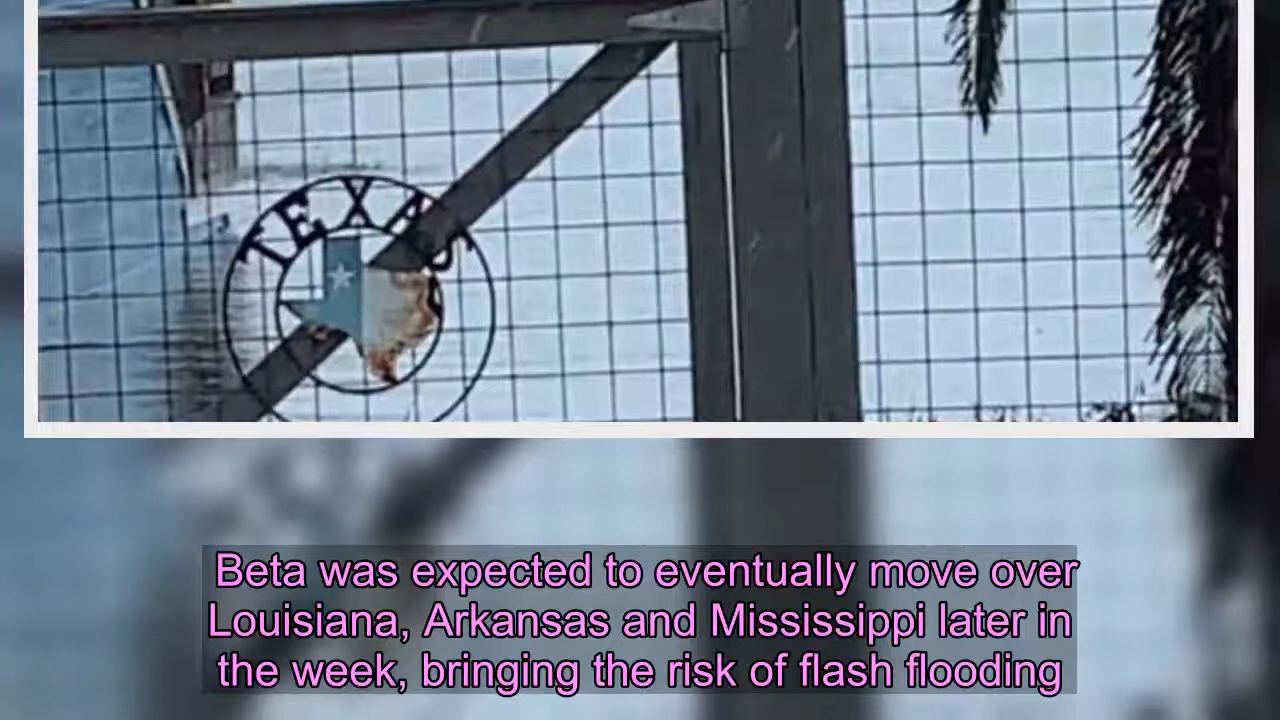 TEXAS
Beta was expected to eventually move over
Louisiana, Arkansas and Mississippi later in
the week, bringing the risk of flash flooding